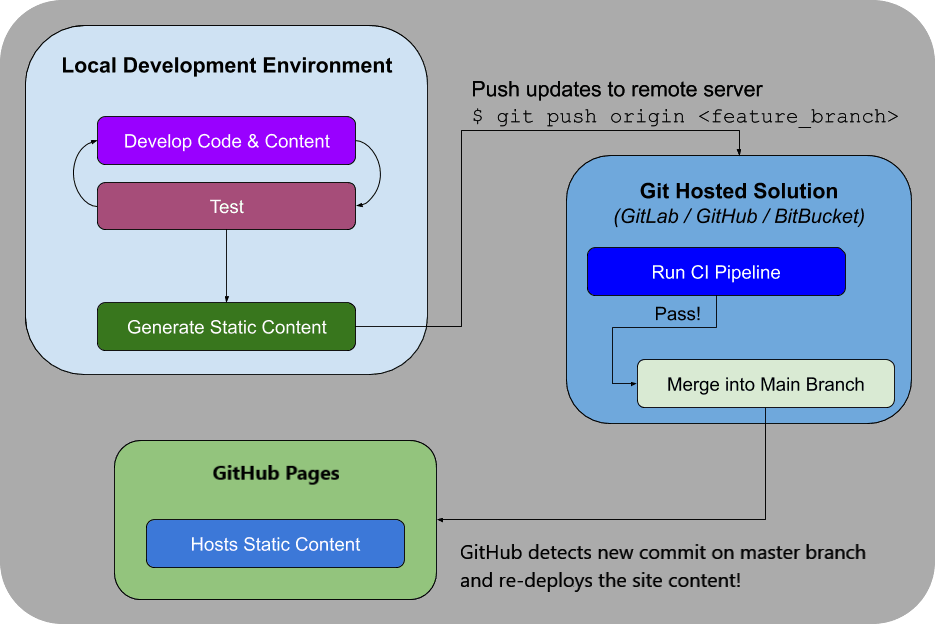 Local Development Environment
Develop Code & Content
Test
Generate Static Content
Push updates to remote server
$ git push origin <feature_branch>
Git Hosted Solution
(GitLab / GitHub / BitBucket)
Run CI Pipeline
Pass!
Merge into Main Branch
GitHub Pages
Hosts Static Content
GitHub detects new commit on master branch
and re-deploys the site content!